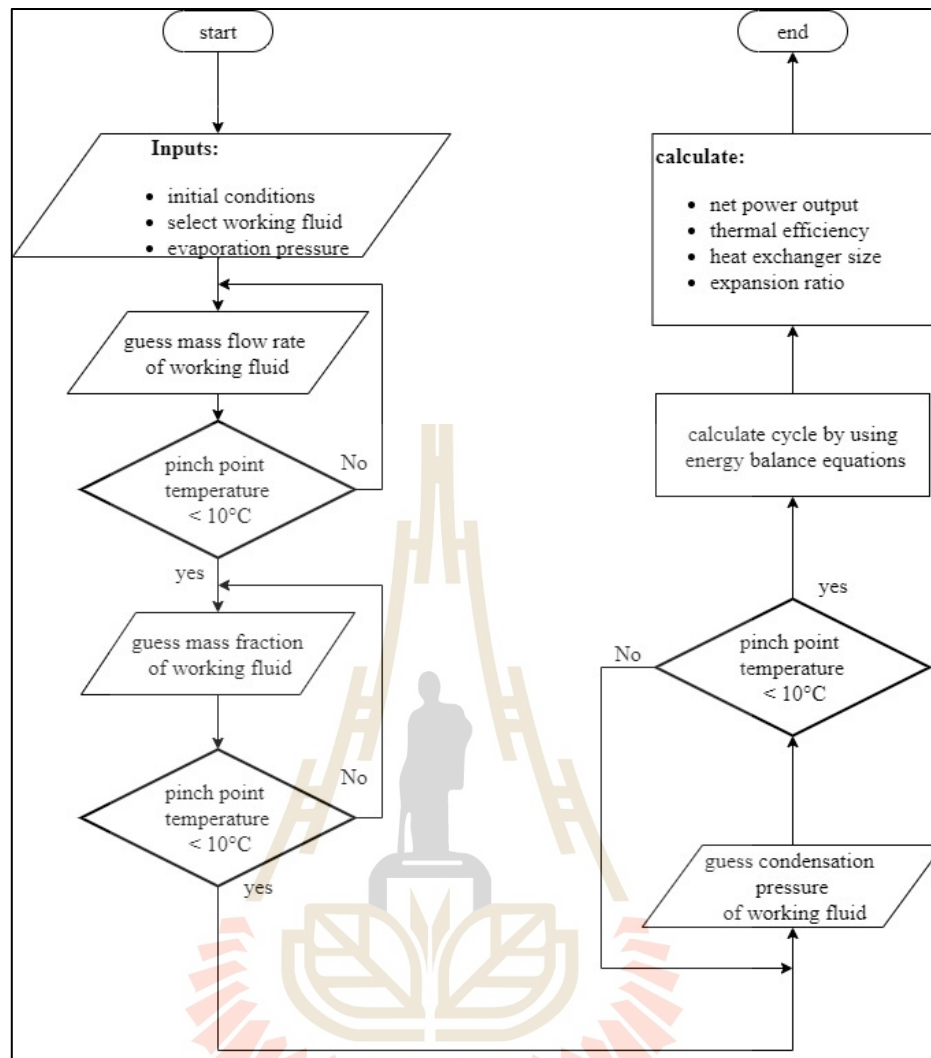 start
Inputs:
• initial conditions
• select working fluid
• evaporation pressure
guess mass flow rate
of working fluid
pinch point
temperature
< 10°C
No
yes
guess mass fraction
of working fluid
pinch point
temperature
< 10°C
No
yes
guess condensation
pressure
of working fluid
pinch point
temperature
< 10°C
No
yes
calculate cycle by using
energy balance equations
calculate:
• net power output
• thermal efficiency
• heat exchanger size
• expansion ratio
end